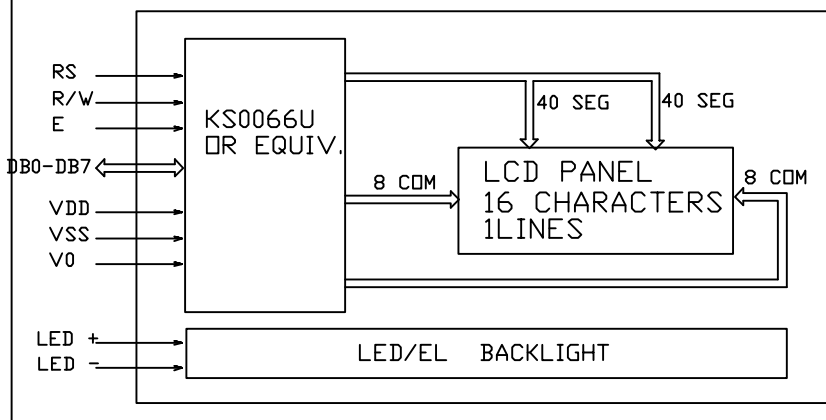 RS
R/W
E
DB0-DB7
VDD
VSS
V0
LED +
LED -
KS0066U
OR EQUIV.
40 SEG
40 SEG
8 COM
LCD PANEL
16 CHARACTERS
1LINES
8 COM
LED/EL BACKLIGHT